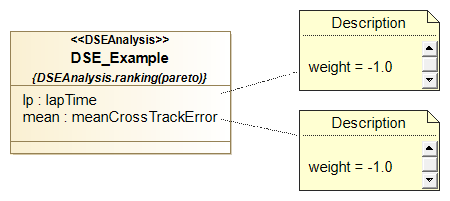 <<DSEAnalysis>>
DSE_Example
{DSEAnalysis.ranking(pareto)}
lp : lapTime
mean : meanCrossTrackError
Description
weight = -1.0
Description
weight = -1.0